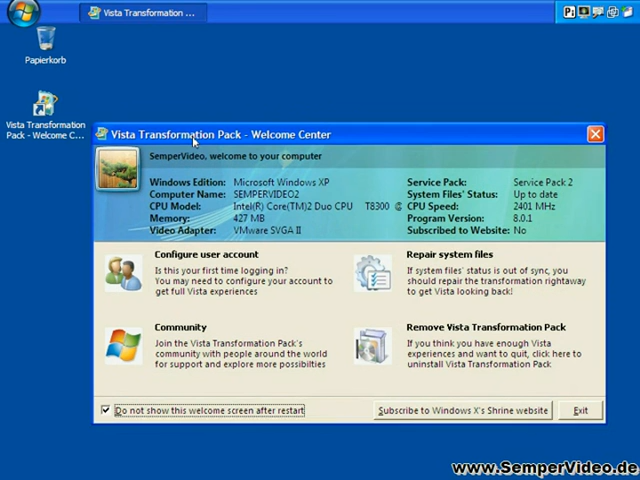 Vista Transformation ...
Papierkorb
Vista Transformation
Pack - Welcome C...
Vista Transformation Pack - Welcome Center
SemperVideo, welcome to your computer
Windows Edition: Microsoft Windows XP
Computer Name: SEMPERVIDEO2
CPU Model: Intel(R) Core(TM)2 Duo CPU T8300 @
Memory: 427 MB
Video Adapter: VMware SVGA II
Service Pack: Service Pack 2
System Files' Status: Up to date
CPU Speed: 2401 MHz
Program Version: 8.0.1
Subscribed to Website: No
Configure user account
Is this your first time logging in?
You may need to configure your account to
get full Vista experiences
Repair system files
If system files' status is out of sync, you
should repair the transformation rightaway
to get Vista looking back!
Community
Join the Vista Transformation Pack's
community with people around the world
for support and explore more possibilties
Remove Vista Transformation Pack
If you think you have enough Vista
experiences and want to quit, click here to
uninstall Vista Transformation Pack
Do not show this welcome screen after restart
Subscribe to Windows X's Shrine website
Exit
www.SemperVideo.de